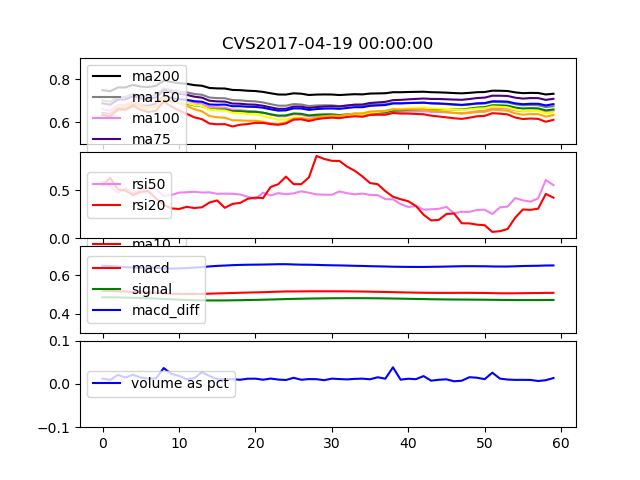 CVS2017-04-19 00:00:00
0.8
0.6
ma200
ma150
ma100
ma75
0.5
0.0
rsi50
rsi20
ma10
0.6
0.4
macd
signal
macd_diff
0.1
0.0
−0.1
volume as pct
0 10 20 30 40 50 60